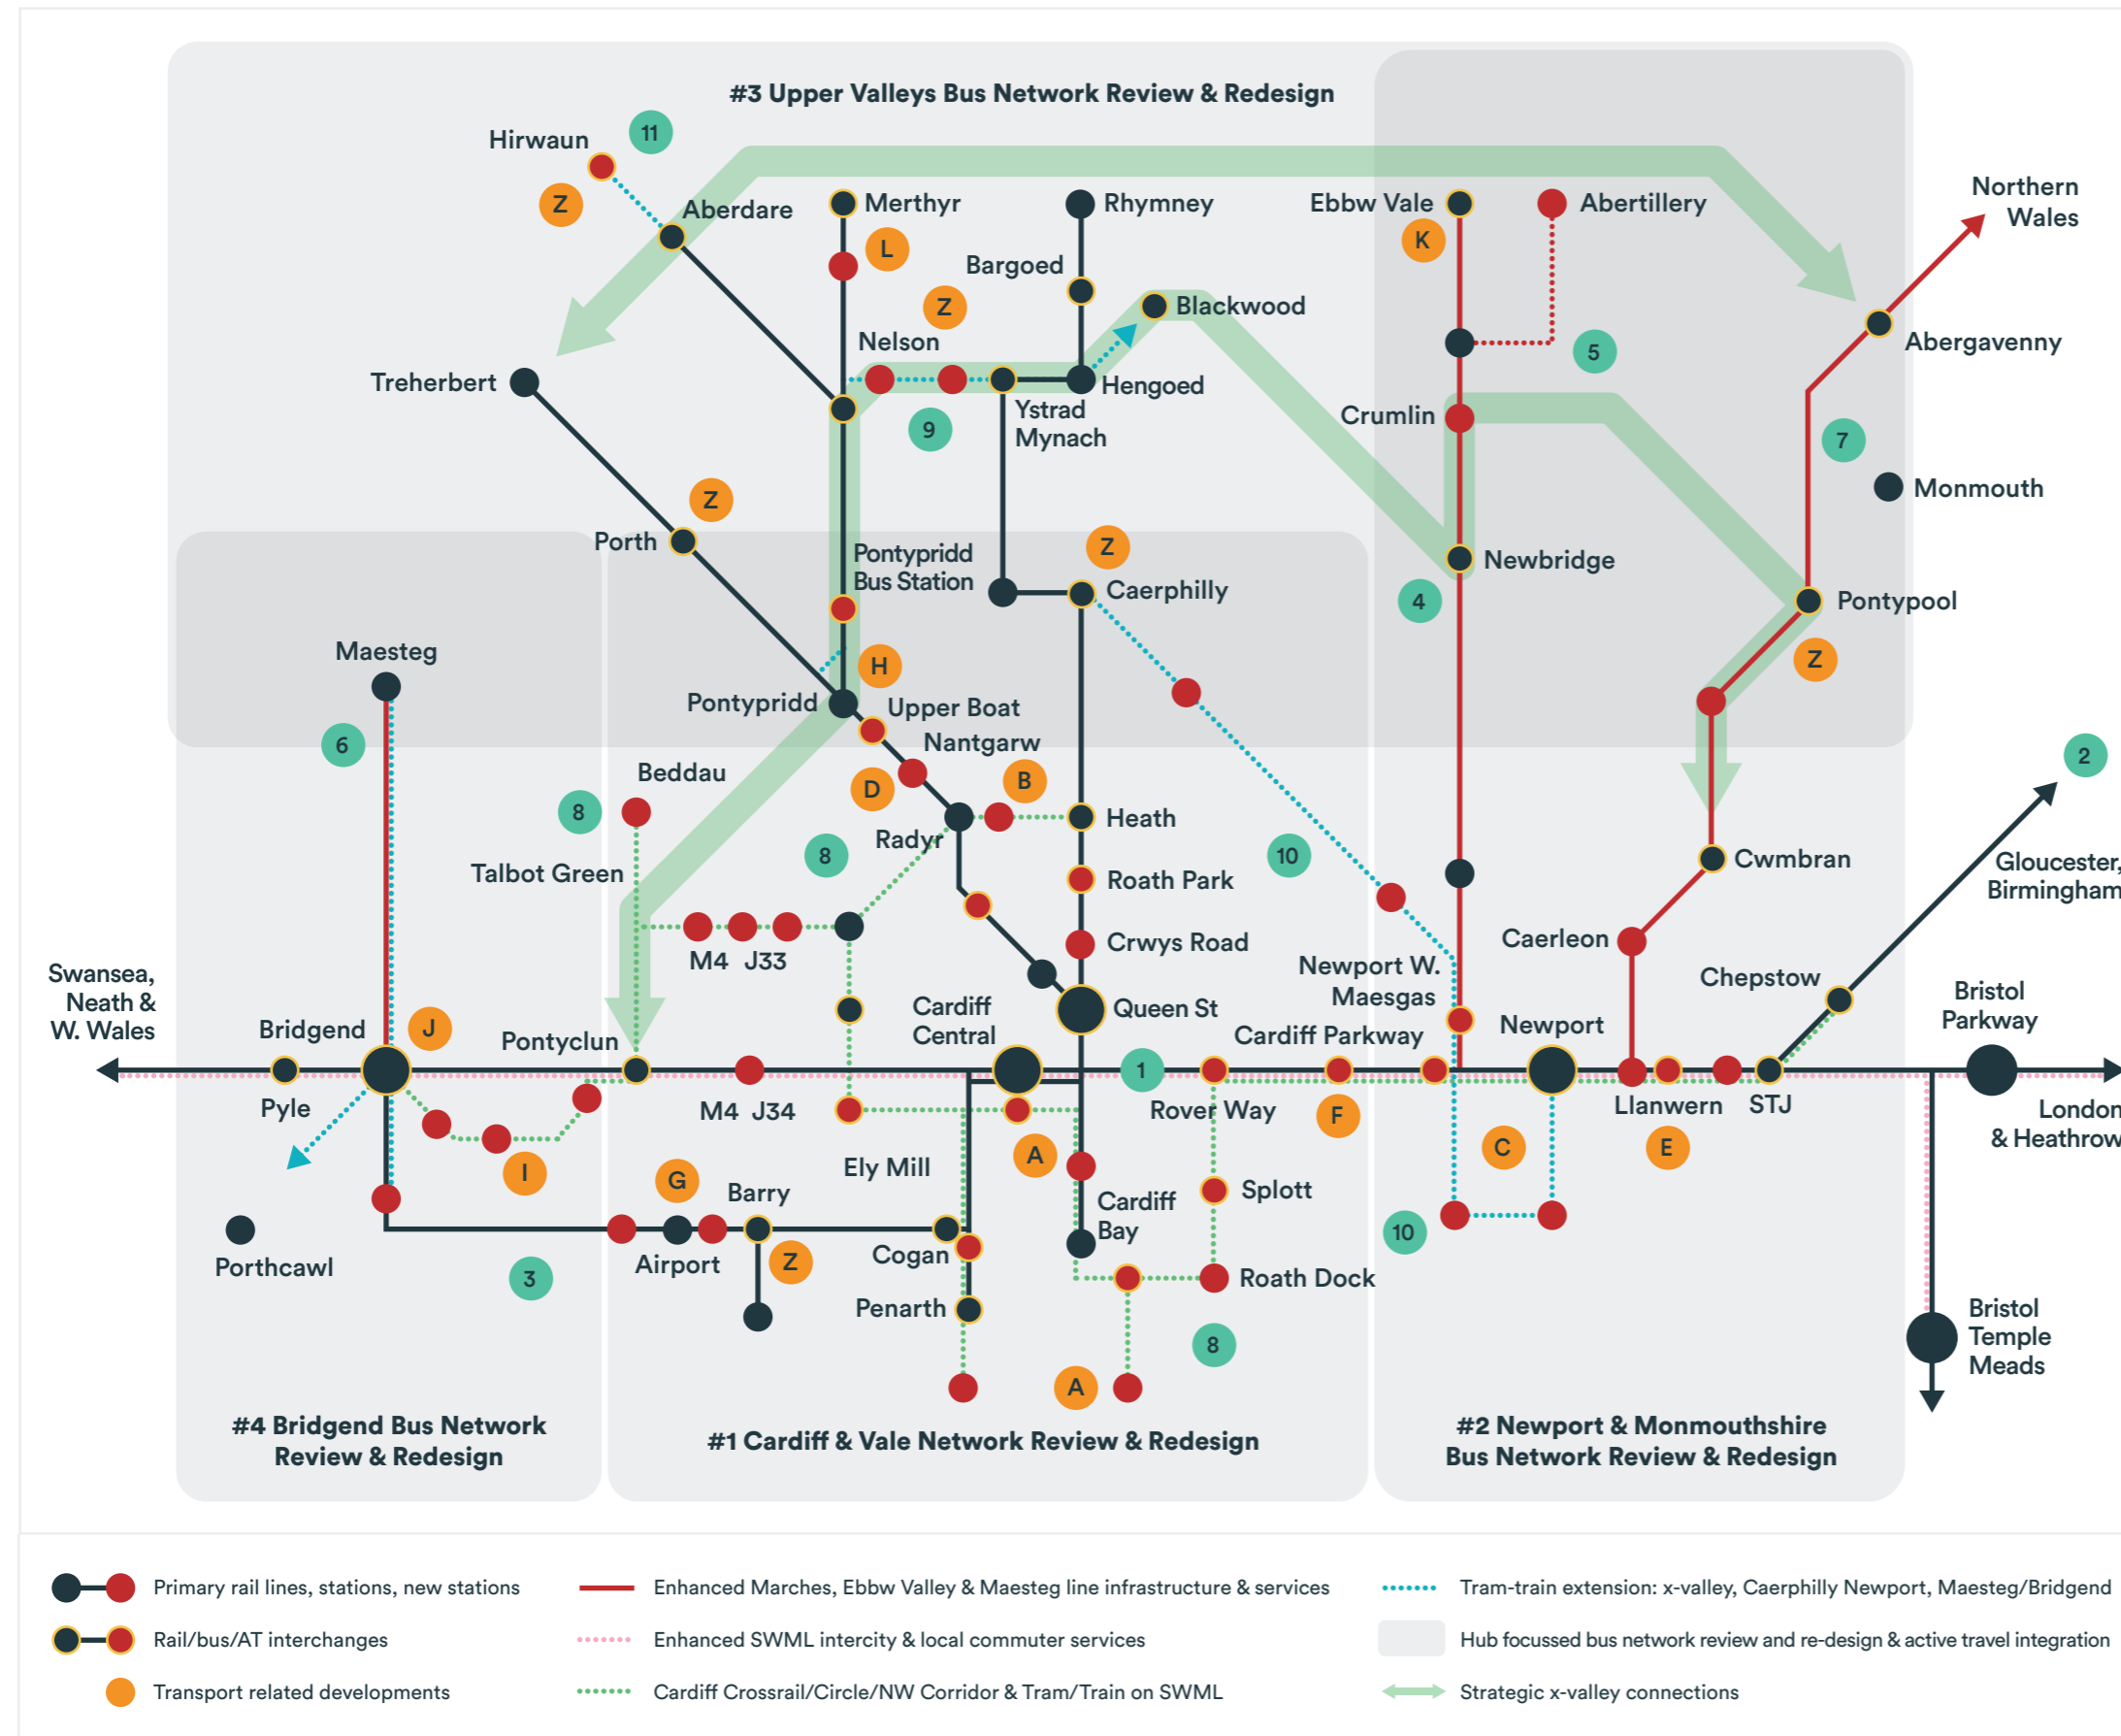 #3 Upper Valleys Bus Network Review & Redesign
Hirwaun
11
Z
Aberdare
Merthyr
L
Rhymney
Ebbw Vale
K
Abertillery
Northern
Wales
Bargoed
Z
Nelson
Blackwood
5
Abergavenny
Treherbert
Hengoed
Ystrad
Mynach
9
Crumlin
7
Monmouth
Z
Porth
Pontypridd
Bus Station
Z
Caerphilly
Newbridge
4
Pontypool
Z
Maesteg
6
H
Pontypridd
Upper Boat
Nantgarw
B
D
2
Beddau
8
Talbot Green
8
Radyr
Heath
10
Cwmbran
Gloucester,
Birmingham
Roath Park
M4 J33
Crwys Road
Caerleon
Chepstow
Swansea,
Neath &
W. Wales
Newport W.
Maesgas
Bristol
Parkway
Bridgend
J
Pontyclun
Cardiff
Central
Queen St
Cardiff Parkway
Newport
1
Pyle
M4 J34
Rover Way
F
Llanwern
STJ
London
& Heathrow
I
A
C
E
Ely Mill
G
Barry
Cardiff
Bay
Splott
10
Porthcawl
3
Airport
Z
Cogan
Roath Dock
Penarth
8
A
Bristol
Temple
Meads
#4 Bridgend Bus Network
Review & Redesign
#1 Cardiff & Vale Network Review & Redesign
#2 Newport & Monmouthshire
Bus Network Review & Redesign
Primary rail lines, stations, new stations
Enhanced Marches, Ebbw Valley & Maesteg line infrastructure & services
Tram-train extension: x-valley, Caerphilly Newport, Maesteg/Bridgend
Rail/bus/AT interchanges
Enhanced SWML intercity & local commuter services
Hub focussed bus network review and re-design & active travel integration
Transport related developments
Cardiff Crossrail/Circle/NW Corridor & Tram/Train on SWML
Strategic x-valley connections